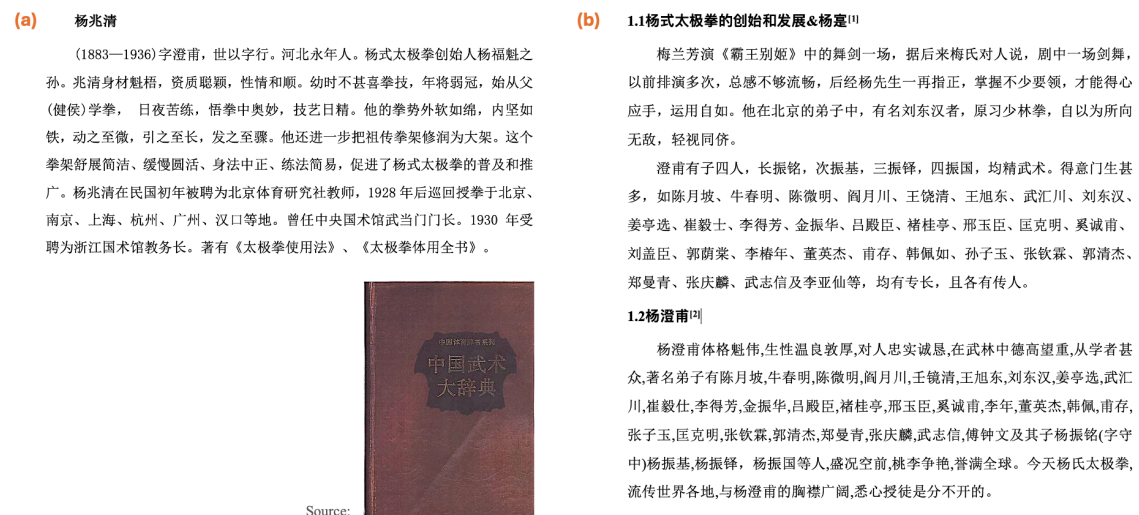 (a) 杨兆清
(1883—1936)字澄甫，世以字行。河北永年人。杨式太极拳创始人杨福魁之
孙。兆清身材魁梧，资质聪颖，性情和顺。幼时不甚喜拳技，年将弱冠，始从父
(健侯)学拳， 日夜苦练，悟拳中奥妙，技艺日精。他的拳势外软如绵，内坚如
铁，动之至微，引之至长，发之至骤。他还进一步把祖传拳架修润为大架。这个
拳架舒展简洁、缓慢圆活、身法中正、练法简易，促进了杨式太极拳的普及和推
广。杨兆清在民国初年被聘为北京体育研究社教师，1928 年后巡回授拳于北京、
南京、上海、杭州、广州、汉口等地。曾任中央国术馆武当门门长。1930 年受
聘为浙江国术馆教务长。著有《太极拳使用法》、《太极拳体用全书》。
中国武术
大辞典
Source:
(b) 1.1杨式太极拳的创始和发展&杨寔[1]
梅兰芳演《霸王别姬》中的舞剑一场，据后来梅氏对人说，剧中一场剑舞，
以前排演多次，总感不够流畅，后经杨先生一再指正，掌握不少要领，才能得心
应手，运用自如。他在北京的弟子中，有名刘东汉者，原习少林拳，自以为所向
无敌，轻视同侪。
澄甫有子四人，长振铭，次振基，三振铎，四振国，均精武术。得意门生甚
多，如陈月坡、牛春明、陈微明、阎月川、王饶清、王旭东、武汇川、刘东汉、
姜亭选、崔毅士、李得芳、金振华、吕殿臣、褚桂亭、邢玉臣、匡克明、奚诚甫、
刘盖臣、郭荫棠、李椿年、董英杰、甫存、韩佩如、孙子玉、张钦霖、郭清杰、
郑曼青、张庆麟、武志信及李亚仙等，均有专长，且各有传人。
1.2杨澄甫[2]
杨澄甫体格魁伟,生性温良敦厚,对人忠实诚恳,在武林中德高望重,从学者甚
众,著名弟子有陈月坡,牛春明,陈微明,阎月川,壬镜清,王旭东,刘东汉,姜亭选,武汇
川,崔毅仕,李得芳,金振华,吕殿臣,褚桂亭,邢玉臣,奚诚甫,李年,董英杰,韩佩,甫存,
张子玉,匡克明,张钦霖,郭清杰,郑曼青,张庆麟,武志信,傅钟文及其子杨振铭(字守
中)杨振基,杨振铎，杨振国等人,盛况空前,桃李争艳,誉满全球。今天杨氏太极拳,
流传世界各地,与杨澄甫的胸襟广阔,悉心授徒是分不开的。